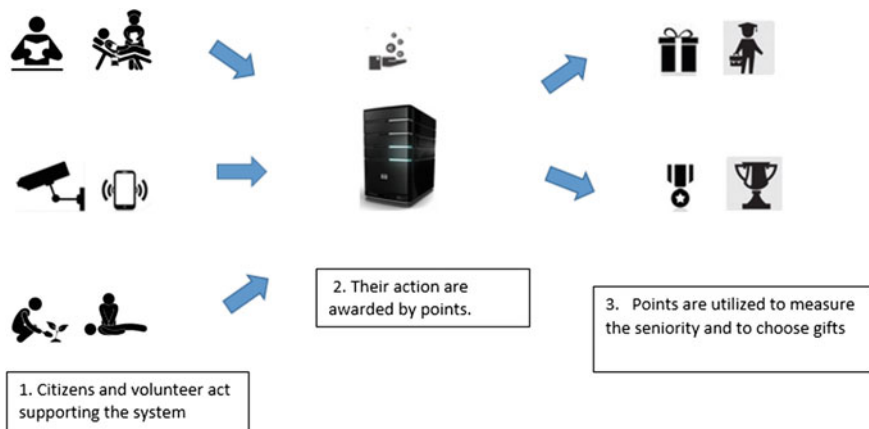 1. Citizens and volunteer act
supporting the system
2. Their action are
awarded by points.
3. Points are utilized to measure
the seniority and to choose gifts